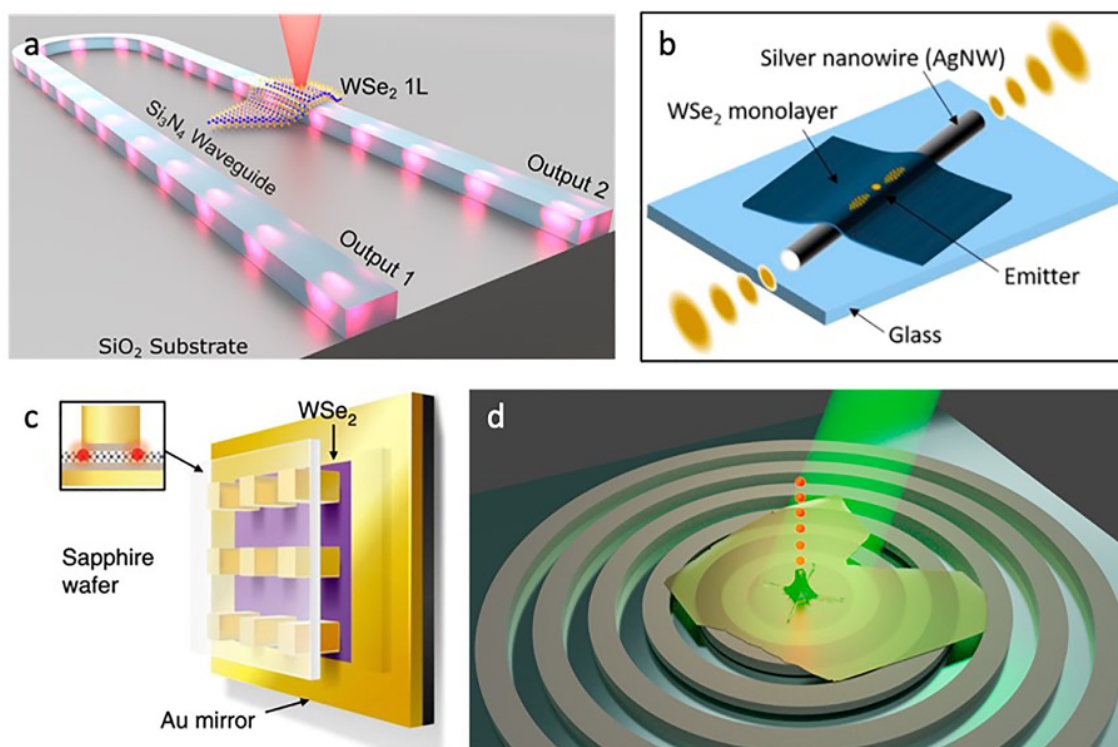 a
WSe₂ 1L
Si₃N₄ Waveguide
Output 2
Output 1
SiO₂ Substrate
b
Silver nanowire (AgNW)
WSe₂ monolayer
Emitter
Glass
c
WSe₂
Sapphire
wafer
Au mirror
d